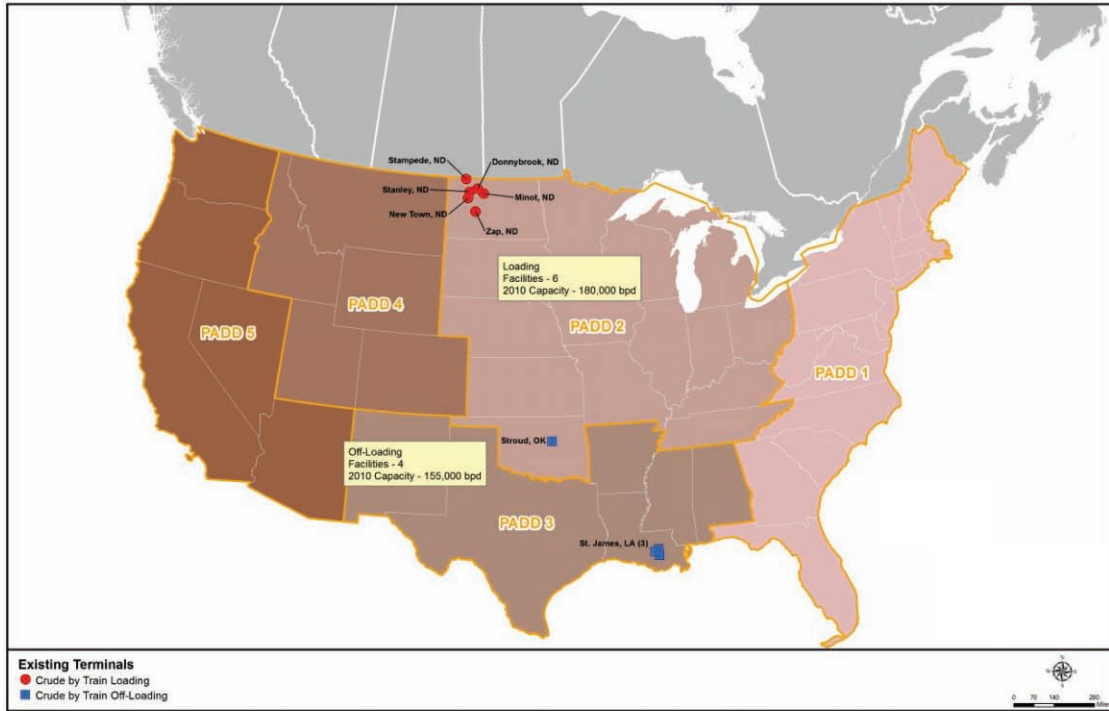 Stampede, ND
Donnybrook, ND
Stanley, ND
Minot, ND
New Town, ND
Zap, ND
Loading
Facilities - 6
2010 Capacity - 180,000 bpd
PADD 4
PADD 2
PADD 5
PADD 1
Stroud, OK
Off-Loading
Facilities - 4
2010 Capacity - 155,000 bpd
PADD 3
St. James, LA (3)
Existing Terminals
Crude by Train Loading
Crude by Train Off-Loading
N
0 70 140 280
Miles